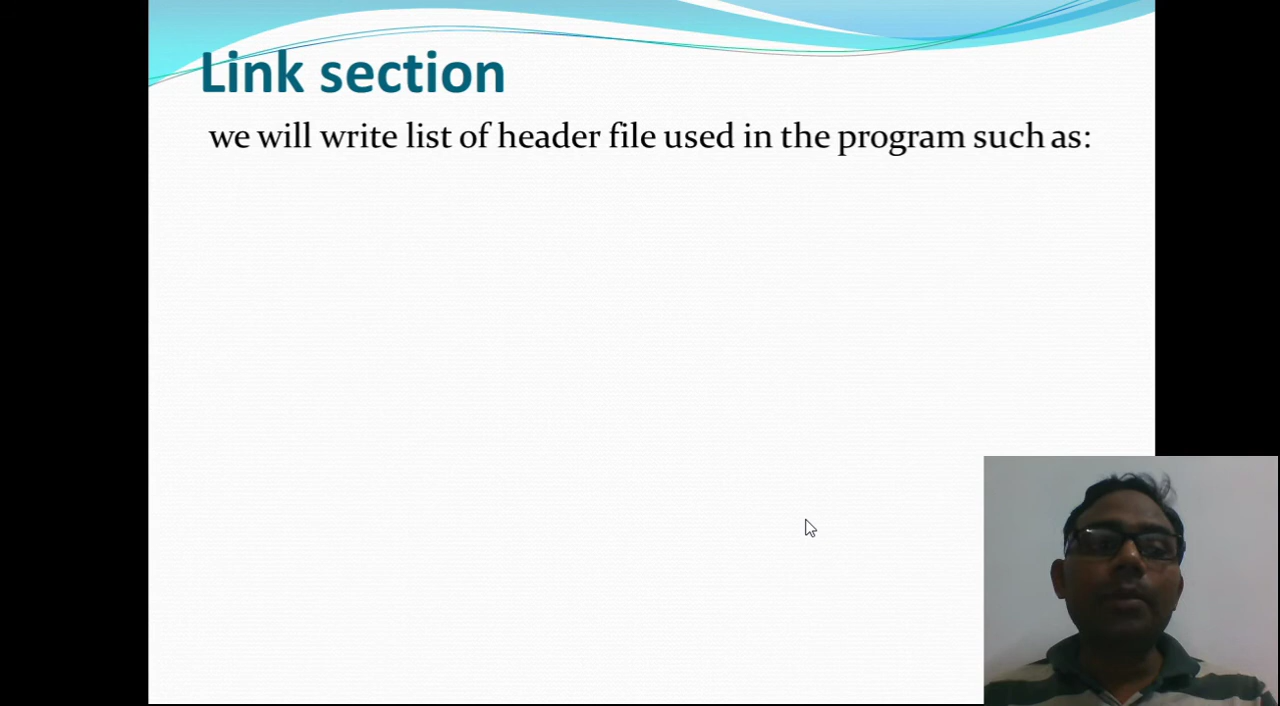 Link section
we will write list of header file used in the program such as: